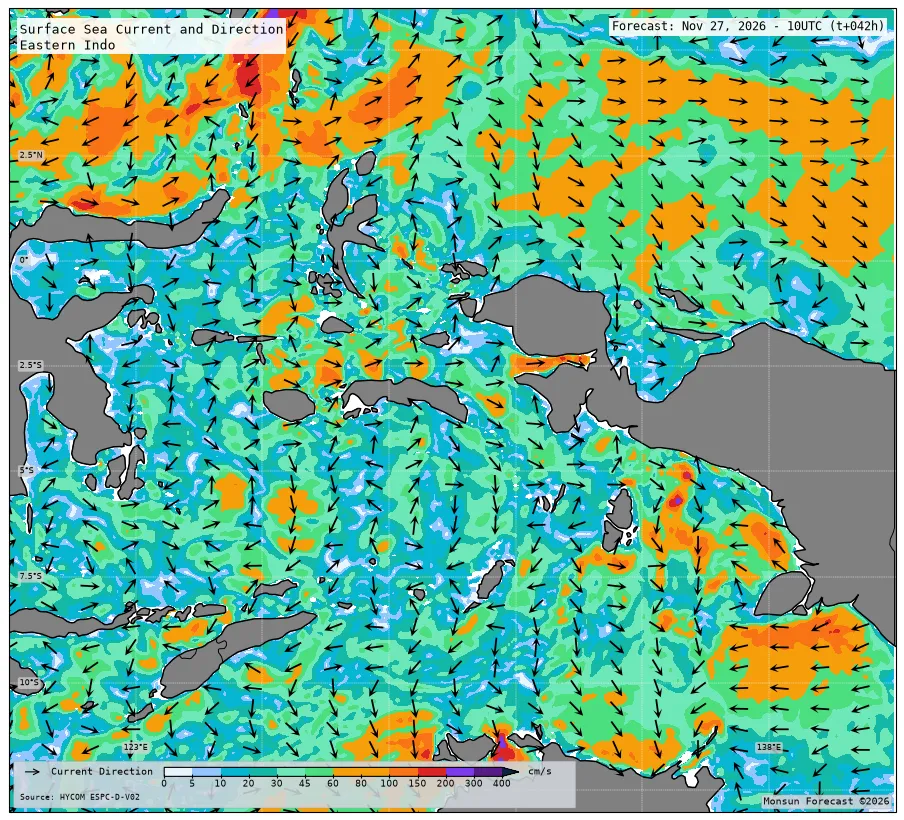 Surface Sea Current and Direction
Eastern Indo
Forecast: Nov 27, 2026 - 10UTC (t+042h)
2.5°N
0°
2.5°S
5°S
7.5°S
10°S
123°E
138°E
Current Direction
0 5 10 20 30 45 60 80 100 150 200 300 400
cm/s
Source: HYCOM ESPC-D-V02
Monsun Forecast ©2026